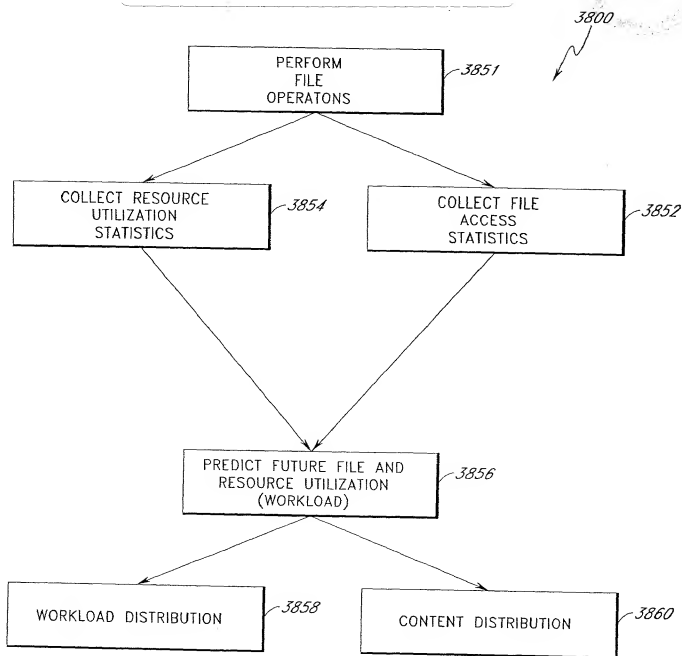 3800
PERFORM
FILE
OPERATONS
3851
COLLECT RESOURCE
UTILIZATION
STATISTICS
3854
COLLECT FILE
ACCESS
STATISTICS
3852
PREDICT FUTURE FILE AND
RESOURCE UTILIZATION
(WORKLOAD)
3856
WORKLOAD DISTRIBUTION
3858
CONTENT DISTRIBUTION
3860